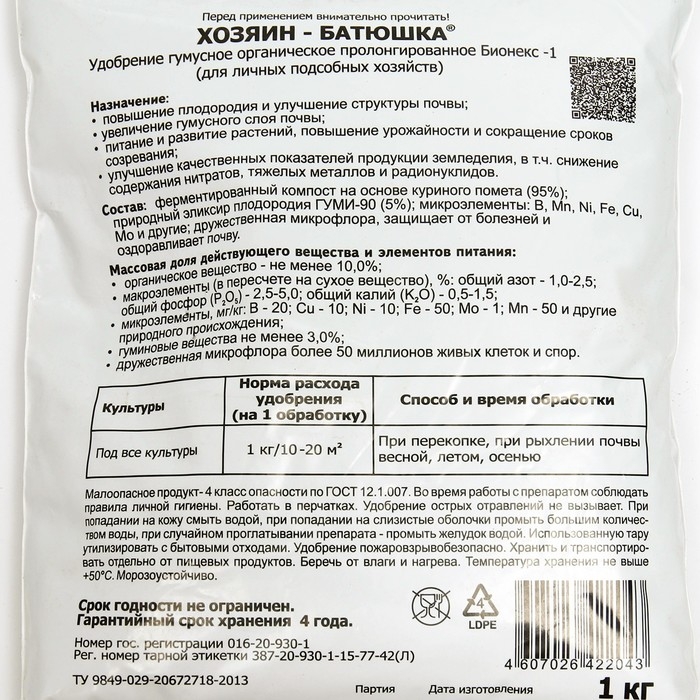 Перед применением внимательно прочитать!
ХОЗЯИН - БАТЮШКА®
Удобрение гумусное органическое пролонгированное Бионекс -1
(для личных подсобных хозяйств)
Назначение:
• повышение плодородия и улучшение структуры почвы;
• увеличение гумусного слоя почвы;
• питание и развитие растений, повышение урожайности и сокращение сроков
созревания;
• улучшение качественных показателей продукции земледелия, в т.ч. снижение
содержания нитратов, тяжелых металлов и радионуклидов.
Состав: ферментированный компост на основе куриного помета (95%);
природный эликсир плодородия ГУМИ-90 (5%); микроэлементы: B, Mn, Ni, Fe, Cu,
Mo и другие; дружественная микрофлора, защищает от болезней и
оздоравливает почву.
Массовая доля действующего вещества и элементов питания:
• органическое вещество - не менее 10,0%;
• макроэлементы (в пересчете на сухое вещество), %: общий азот - 1,0-2,5;
общий фосфор (P₂O₅) - 2,5-5,0; общий калий (K₂O) - 0,5-1,5;
• микроэлементы, мг/кг: B - 20; Cu - 10; Ni - 10; Fe - 50; Mo - 1; Mn - 50 и другие
природного происхождения;
• гуминовые вещества не менее 3,0%;
• дружественная микрофлора более 50 миллионов живых клеток и спор.
Культуры
Норма расхода
удобрения
(на 1 обработку)
Способ и время обработки
Под все культуры
1 кг/10-20 м²
При перекопке, при рыхлении почвы
весной, летом, осенью
Малоопасное продукт- 4 класс опасности по ГОСТ 12.1.007. Во время работы с препаратом соблюдать
правила личной гигиены. Работать в перчатках. Удобрение острых отравлений не вызывает. При
попадании на кожу смыть водой, при попадании на слизистые оболочки промыть большим количес-
твом воды, при случайном проглатывании препарата - промыть желудок водой. Использованную тару
утилизировать с бытовыми отходами. Удобрение пожаровзрывобезопасно. Хранить и транспортиро-
вать отдельно от пищевых продуктов. Беречь от влаги и нагрева. Температура хранения не выше
+50°С. Морозоустойчиво.
Срок годности не ограничен.
Гарантийный срок хранения 4 года.
Номер гос. регистрации 016-20-930-1
Рег. номер тарной этикетки 387-20-930-1-15-77-42(Л)
ТУ 9849-029-20672718-2013
4
LDPE
4 607026 422043
Партия
Дата изготовления
1 кг